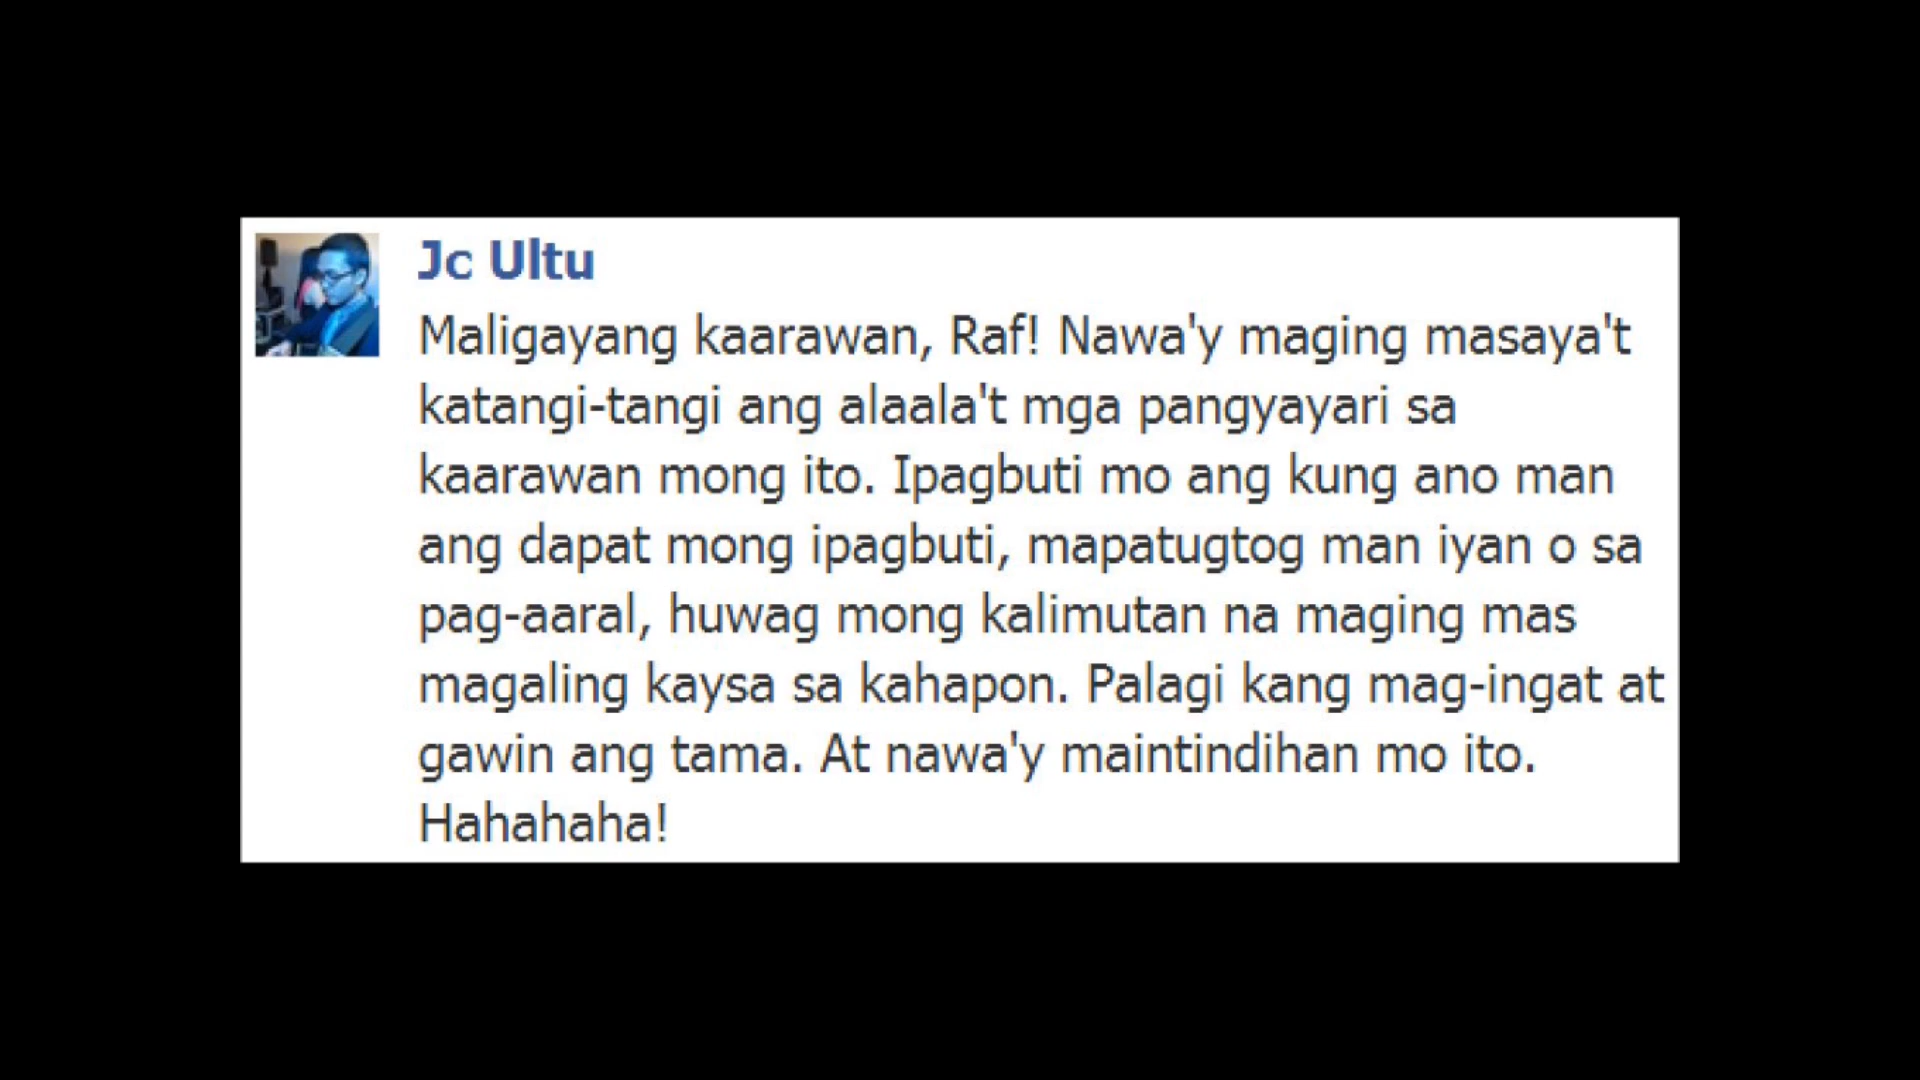 Jc Ultu
Maligayang kaarawan, Raf! Nawa'y maging masaya't
katangi-tangi ang alaala't mga pangyayari sa
kaarawan mong ito. Ipagbuti mo ang kung ano man
ang dapat mong ipagbuti, mapatugtog man iyan o sa
pag-aaral, huwag mong kalimutan na maging mas
magaling kaysa sa kahapon. Palagi kang mag-ingat at
gawin ang tama. At nawa'y maintindihan mo ito.
Hahahaha!